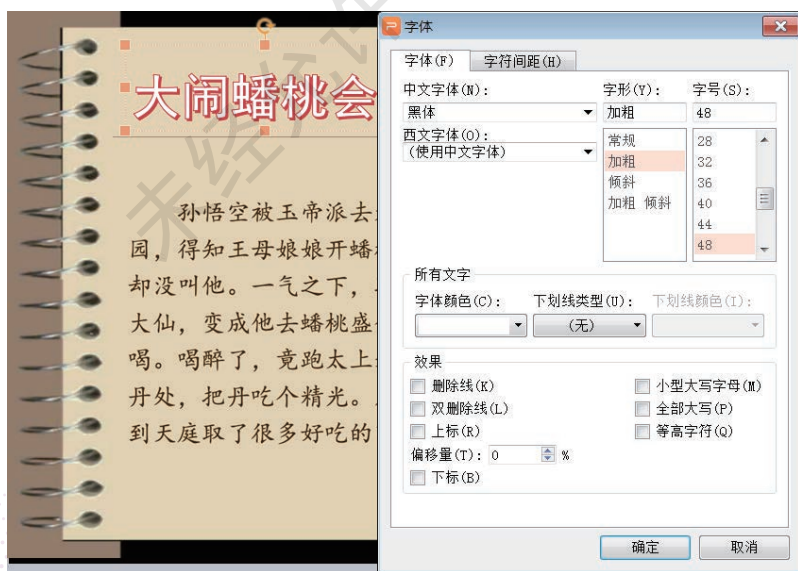 大闹蟠桃会
孙悟空被玉帝派去
园，得知王母娘娘开蟠
却没叫他。一气之下，
大仙，变成他去蟠桃盛
喝。喝醉了，竟跑太上
丹处，把丹吃个精光。
到天庭取了很多好吃的
字体
字体(F) 字符间距(H)
中文字体(N)： 字形(Y)： 字号(S)：
黑体 加粗 48
西文字体(O)：
(使用中文字体)
常规 28
加粗 32
倾斜 36
加粗 倾斜 40
44
48
所有文字
字体颜色(C)： 下划线类型(U)： 下划线颜色(I)：
(无)
效果
删除线(K) 小型大写字母(M)
双删除线(L) 全部大写(P)
上标(R) 等高字符(Q)
偏移量(T)： 0 %
下标(B)
确定 取消
未经允许